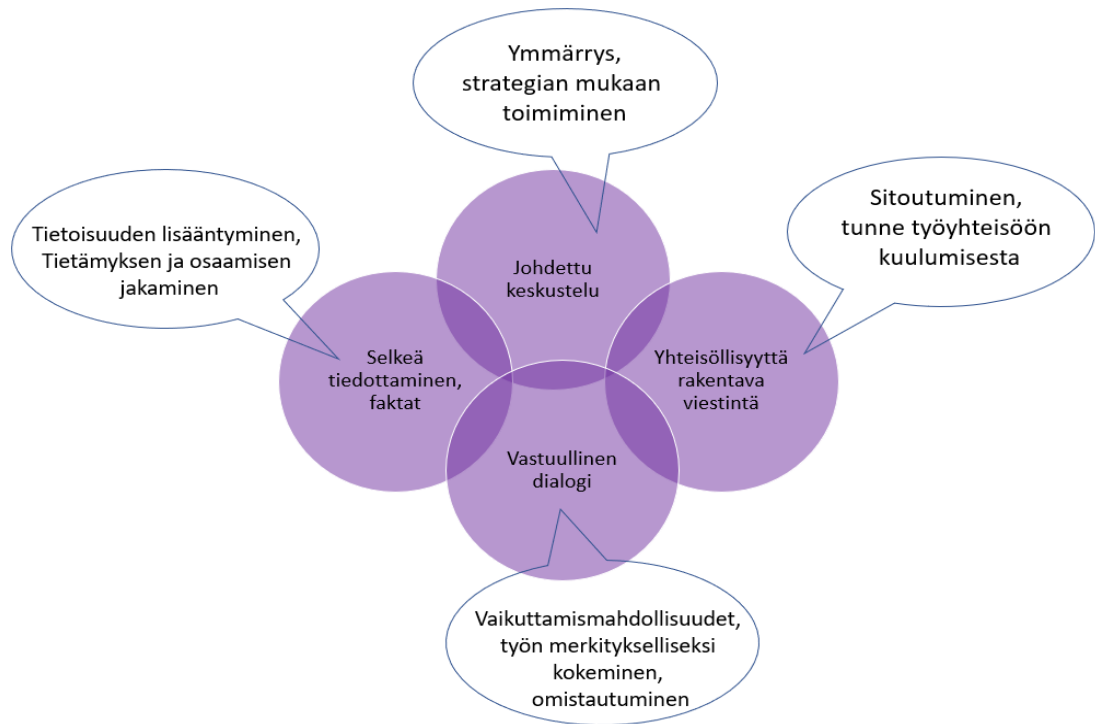 Ymmärrys,
strategian mukaan
toimiminen
Tietoisuuden lisääntyminen,
Tietämyksen ja osaamisen
jakaminen
Sitoutuminen,
tunne työyhteisöön
kuulumisesta
Johdettu
keskustelu
Selkeä
tiedottaminen,
faktat
Yhteisöllisyyttä
rakentava
viestintä
Vastuullinen
dialogi
Vaikuttamismahdollisuudet,
työn merkitykselliseksi
kokeminen,
omistautuminen